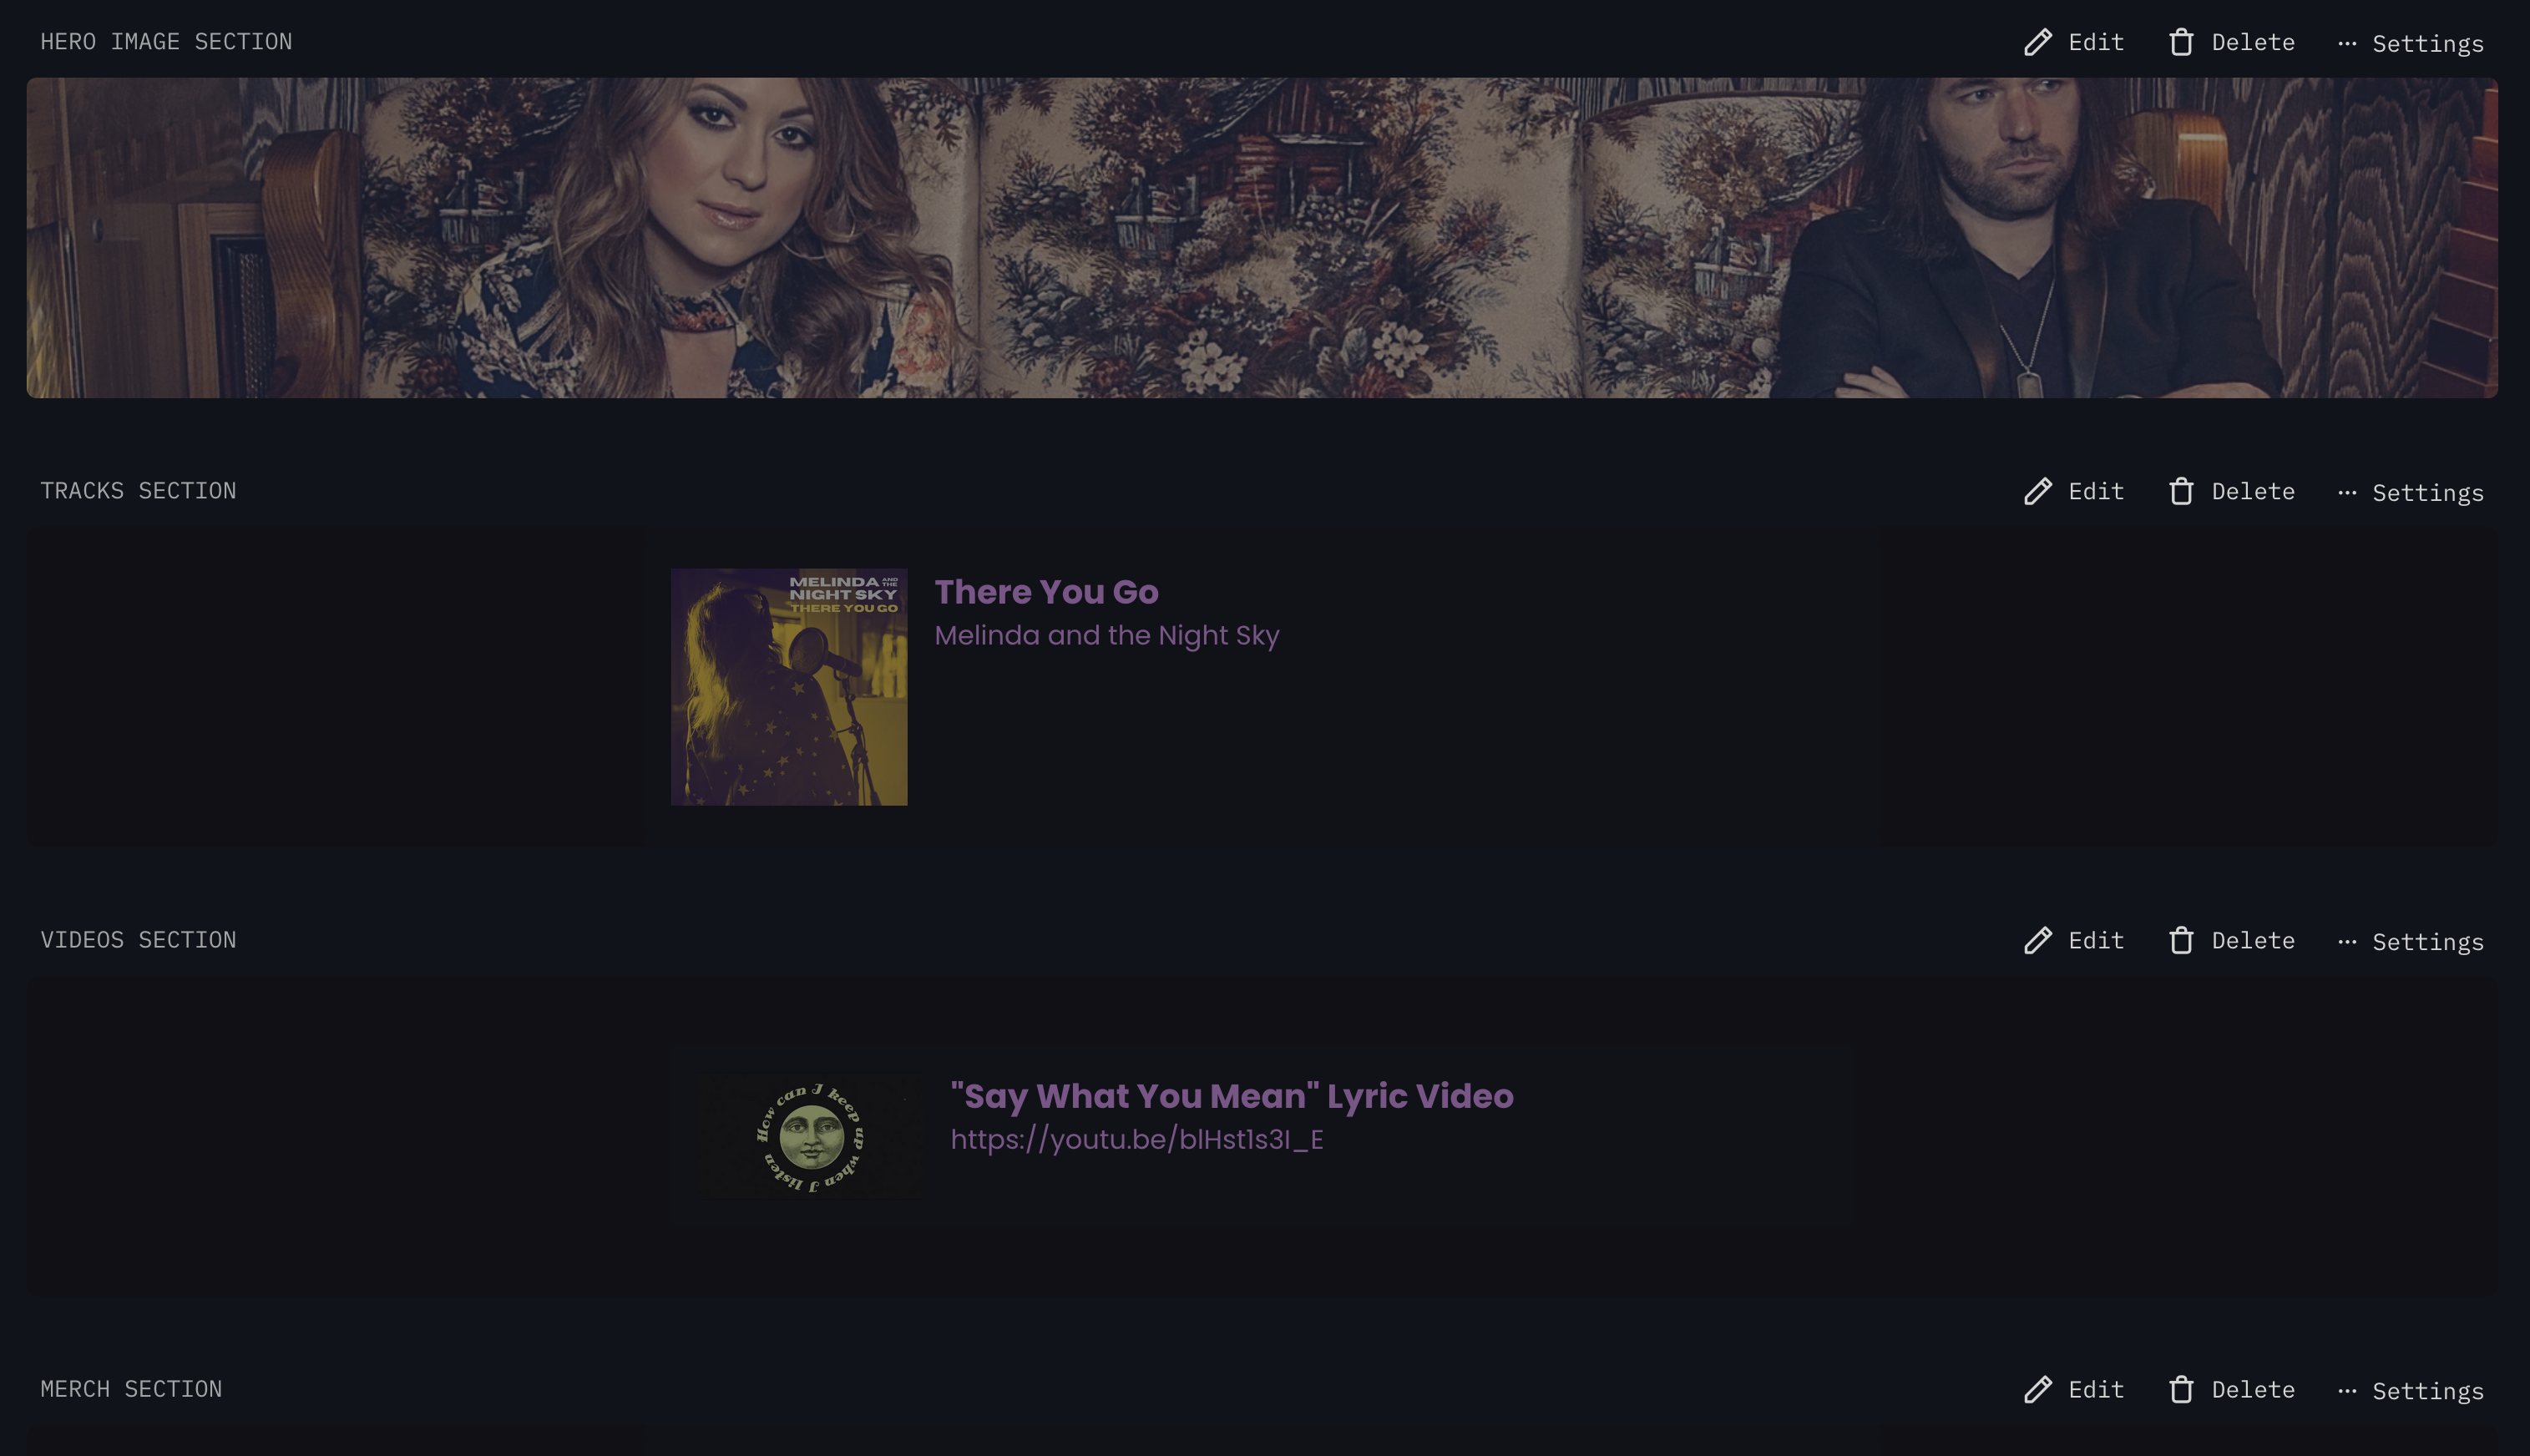 HERO IMAGE SECTION
Edit Delete Settings
TRACKS SECTION
Edit Delete Settings
MELINDA AND THE
NIGHT SKY
THERE YOU GO
There You Go
Melinda and the Night Sky
VIDEOS SECTION
Edit Delete Settings
How can I keep up when I listen
"Say What You Mean" Lyric Video
https://youtu.be/blHst1s3I_E
MERCH SECTION
Edit Delete Settings